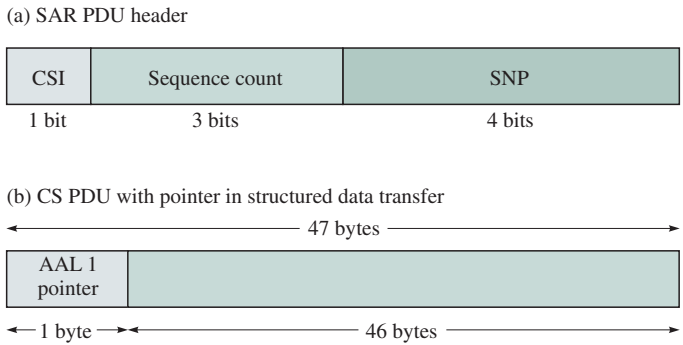 (a) SAR PDU header
CSI Sequence count SNP
1 bit 3 bits 4 bits
(b) CS PDU with pointer in structured data transfer
47 bytes
AAL 1
pointer
1 byte 46 bytes